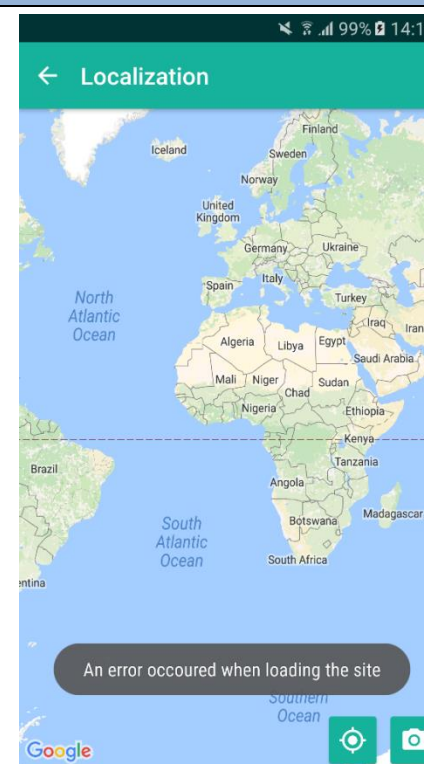 99% 14:1
Localization
Finland
Iceland
Sweden
Norway
United
Kingdom
Germany
Ukraine
Spain
Italy
Turkey
North
Atlantic
Ocean
Iraq
Iran
Algeria
Libya
Egypt
Saudi Arabia
Mali
Niger
Chad
Sudan
Nigeria
Ethiopia
Kenya
Brazil
Tanzania
Angola
South
Atlantic
Ocean
Botswana
Madagascar
South Africa
entina
An error occoured when loading the site
Southern
Ocean
Google